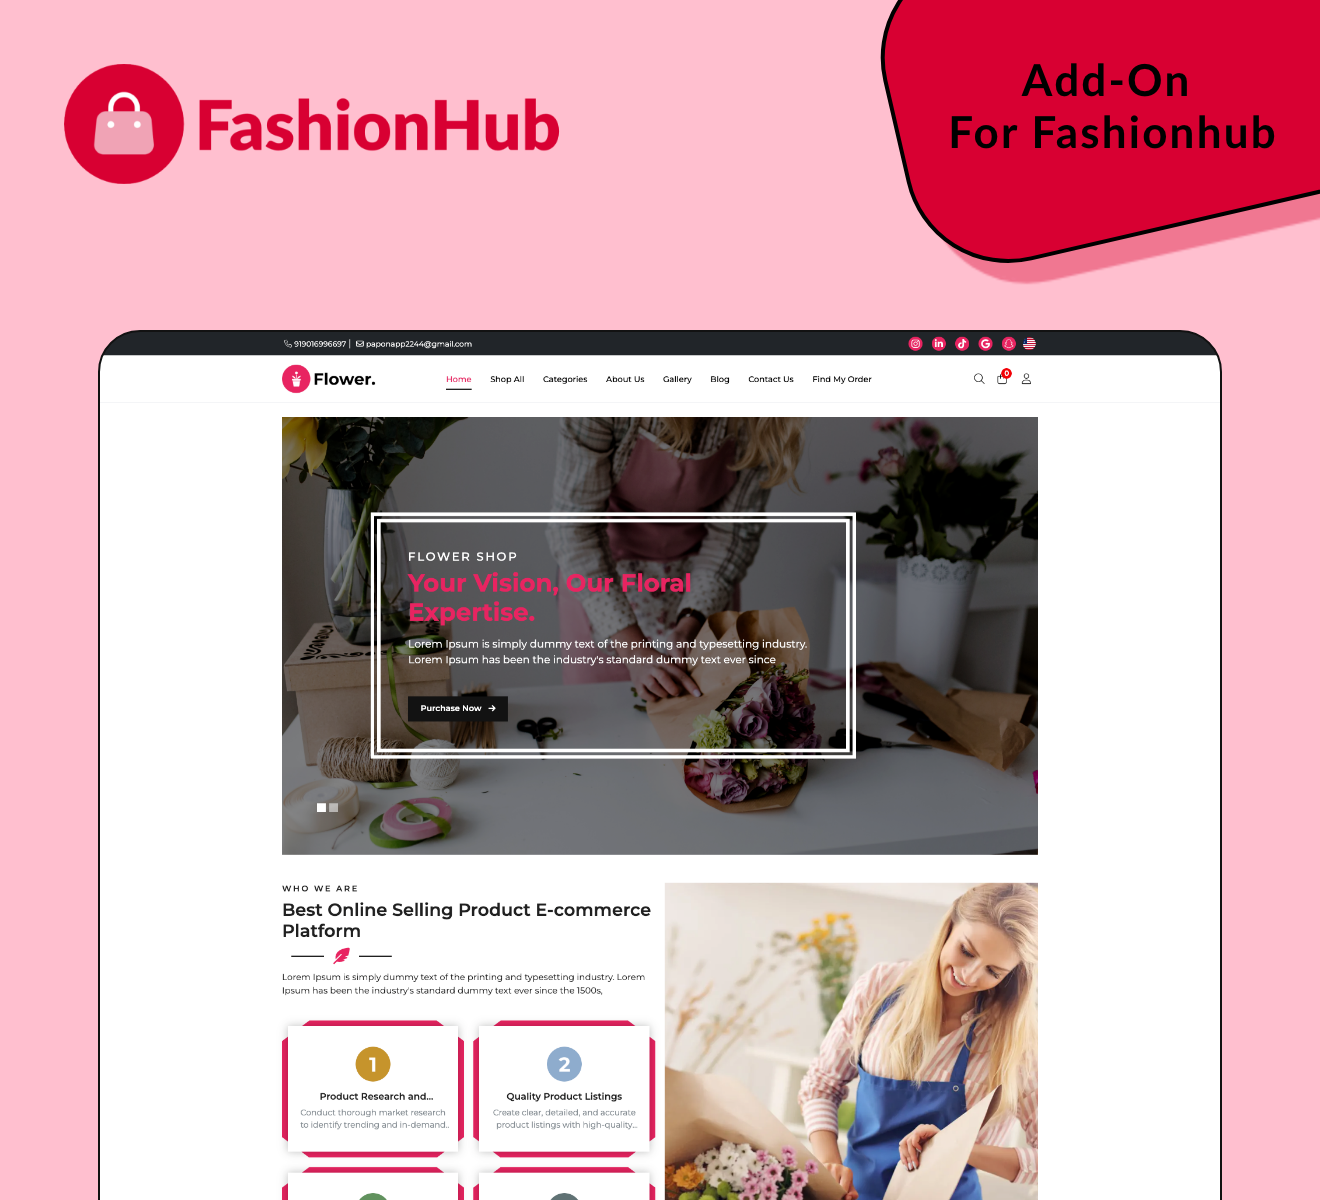 FashionHub
Add-On
For Fashionhub
919016996697 | paponapp2244@gmail.com
Flower.
Home Shop All Categories About Us Gallery Blog Contact Us Find My Order
0
FLOWER SHOP
Your Vision, Our Floral
Expertise.
Lorem Ipsum is simply dummy text of the printing and typesetting industry.
Lorem Ipsum has been the industry's standard dummy text ever since
Purchase Now
WHO WE ARE
Best Online Selling Product E-commerce
Platform
Lorem Ipsum is simply dummy text of the printing and typesetting industry. Lorem
Ipsum has been the industry's standard dummy text ever since the 1500s,
1
Product Research and...
Conduct thorough market research
to identify trending and in-demand..
2
Quality Product Listings
Create clear, detailed, and accurate
product listings with high-quality...